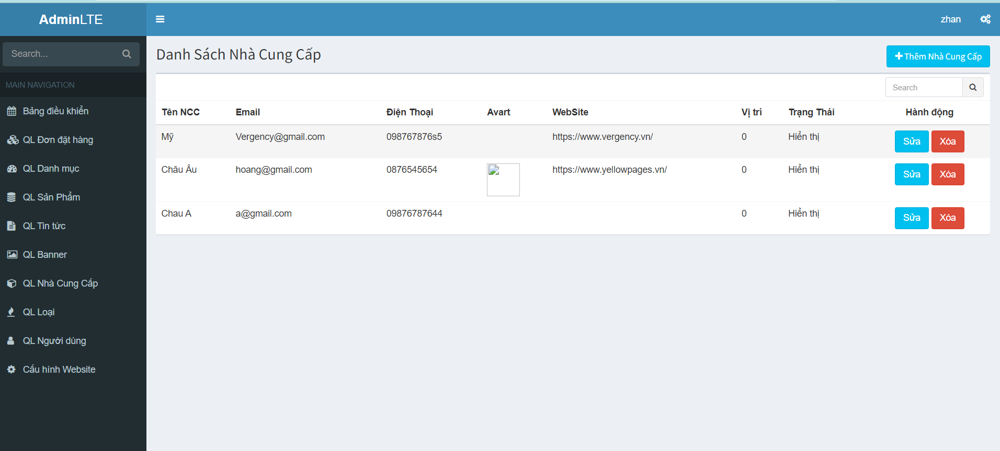 AdminLTE
zhan
Search...
MAIN NAVIGATION
Bảng điều khiển
QL Đơn đặt hàng
QL Danh mục
QL Sản Phẩm
QL Tin tức
QL Banner
QL Nhà Cung Cấp
QL Loại
QL Người dùng
Cấu hình Website
Danh Sách Nhà Cung Cấp
Thêm Nhà Cung Cấp
Search
Tên NCC Email Điện Thoại Avart WebSite Vị trí Trạng Thái Hành động
Mỹ Vergency@gmail.com 098767876s5 https://www.vergency.vn/ 0 Hiển thị Sửa Xóa
Châu Âu hoang@gmail.com 0876545654 https://www.yellowpages.vn/ 0 Hiển thị Sửa Xóa
Chau A a@gmail.com 09876787644 0 Hiển thị Sửa Xóa